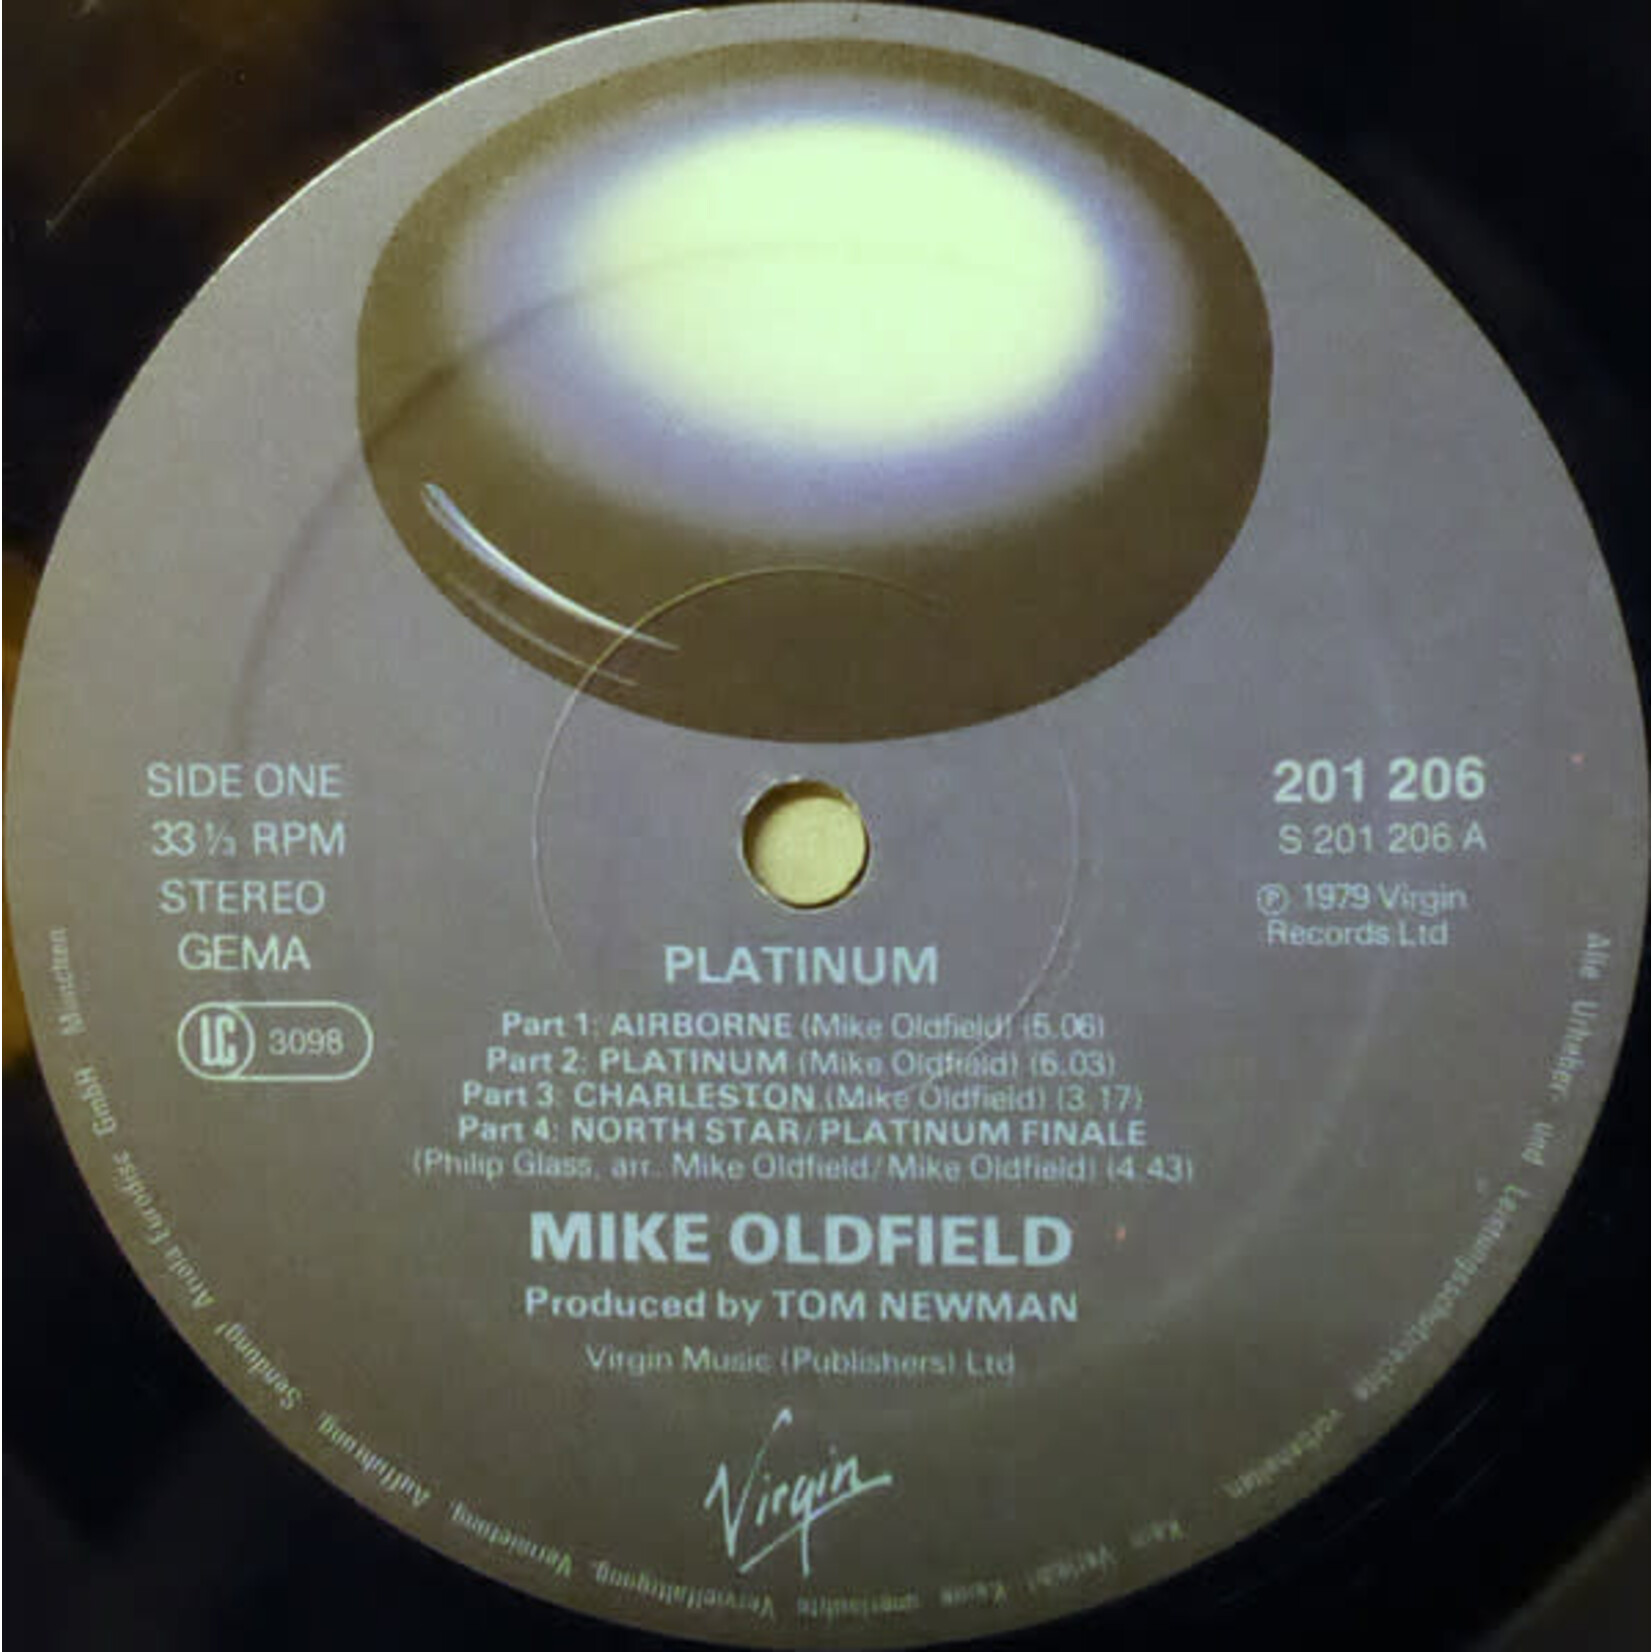 SIDE ONE
33⅓ RPM
STEREO
GEMA
LC 3098
201 206
S 201 206 A
Ⓟ 1979 Virgin
Records Ltd
PLATINUM
Part 1: AIRBORNE (Mike Oldfield) (5.06)
Part 2: PLATINUM (Mike Oldfield) (6.03)
Part 3: CHARLESTON (Mike Oldfield) (3.17)
Part 4: NORTH STAR/PLATINUM FINALE
(Philip Glass, arr. Mike Oldfield/Mike Oldfield) (4.43)
MIKE OLDFIELD
Produced by TOM NEWMAN
Virgin Music (Publishers) Ltd
Virgin
Alle Urheber- und Leistungsschutzrechte vorbehalten. Kein Verleih! Keine unerlaubte Vervielfältigung, Vermietung, Aufführung, Sendung! Ariola-Eurodisc GmbH, München